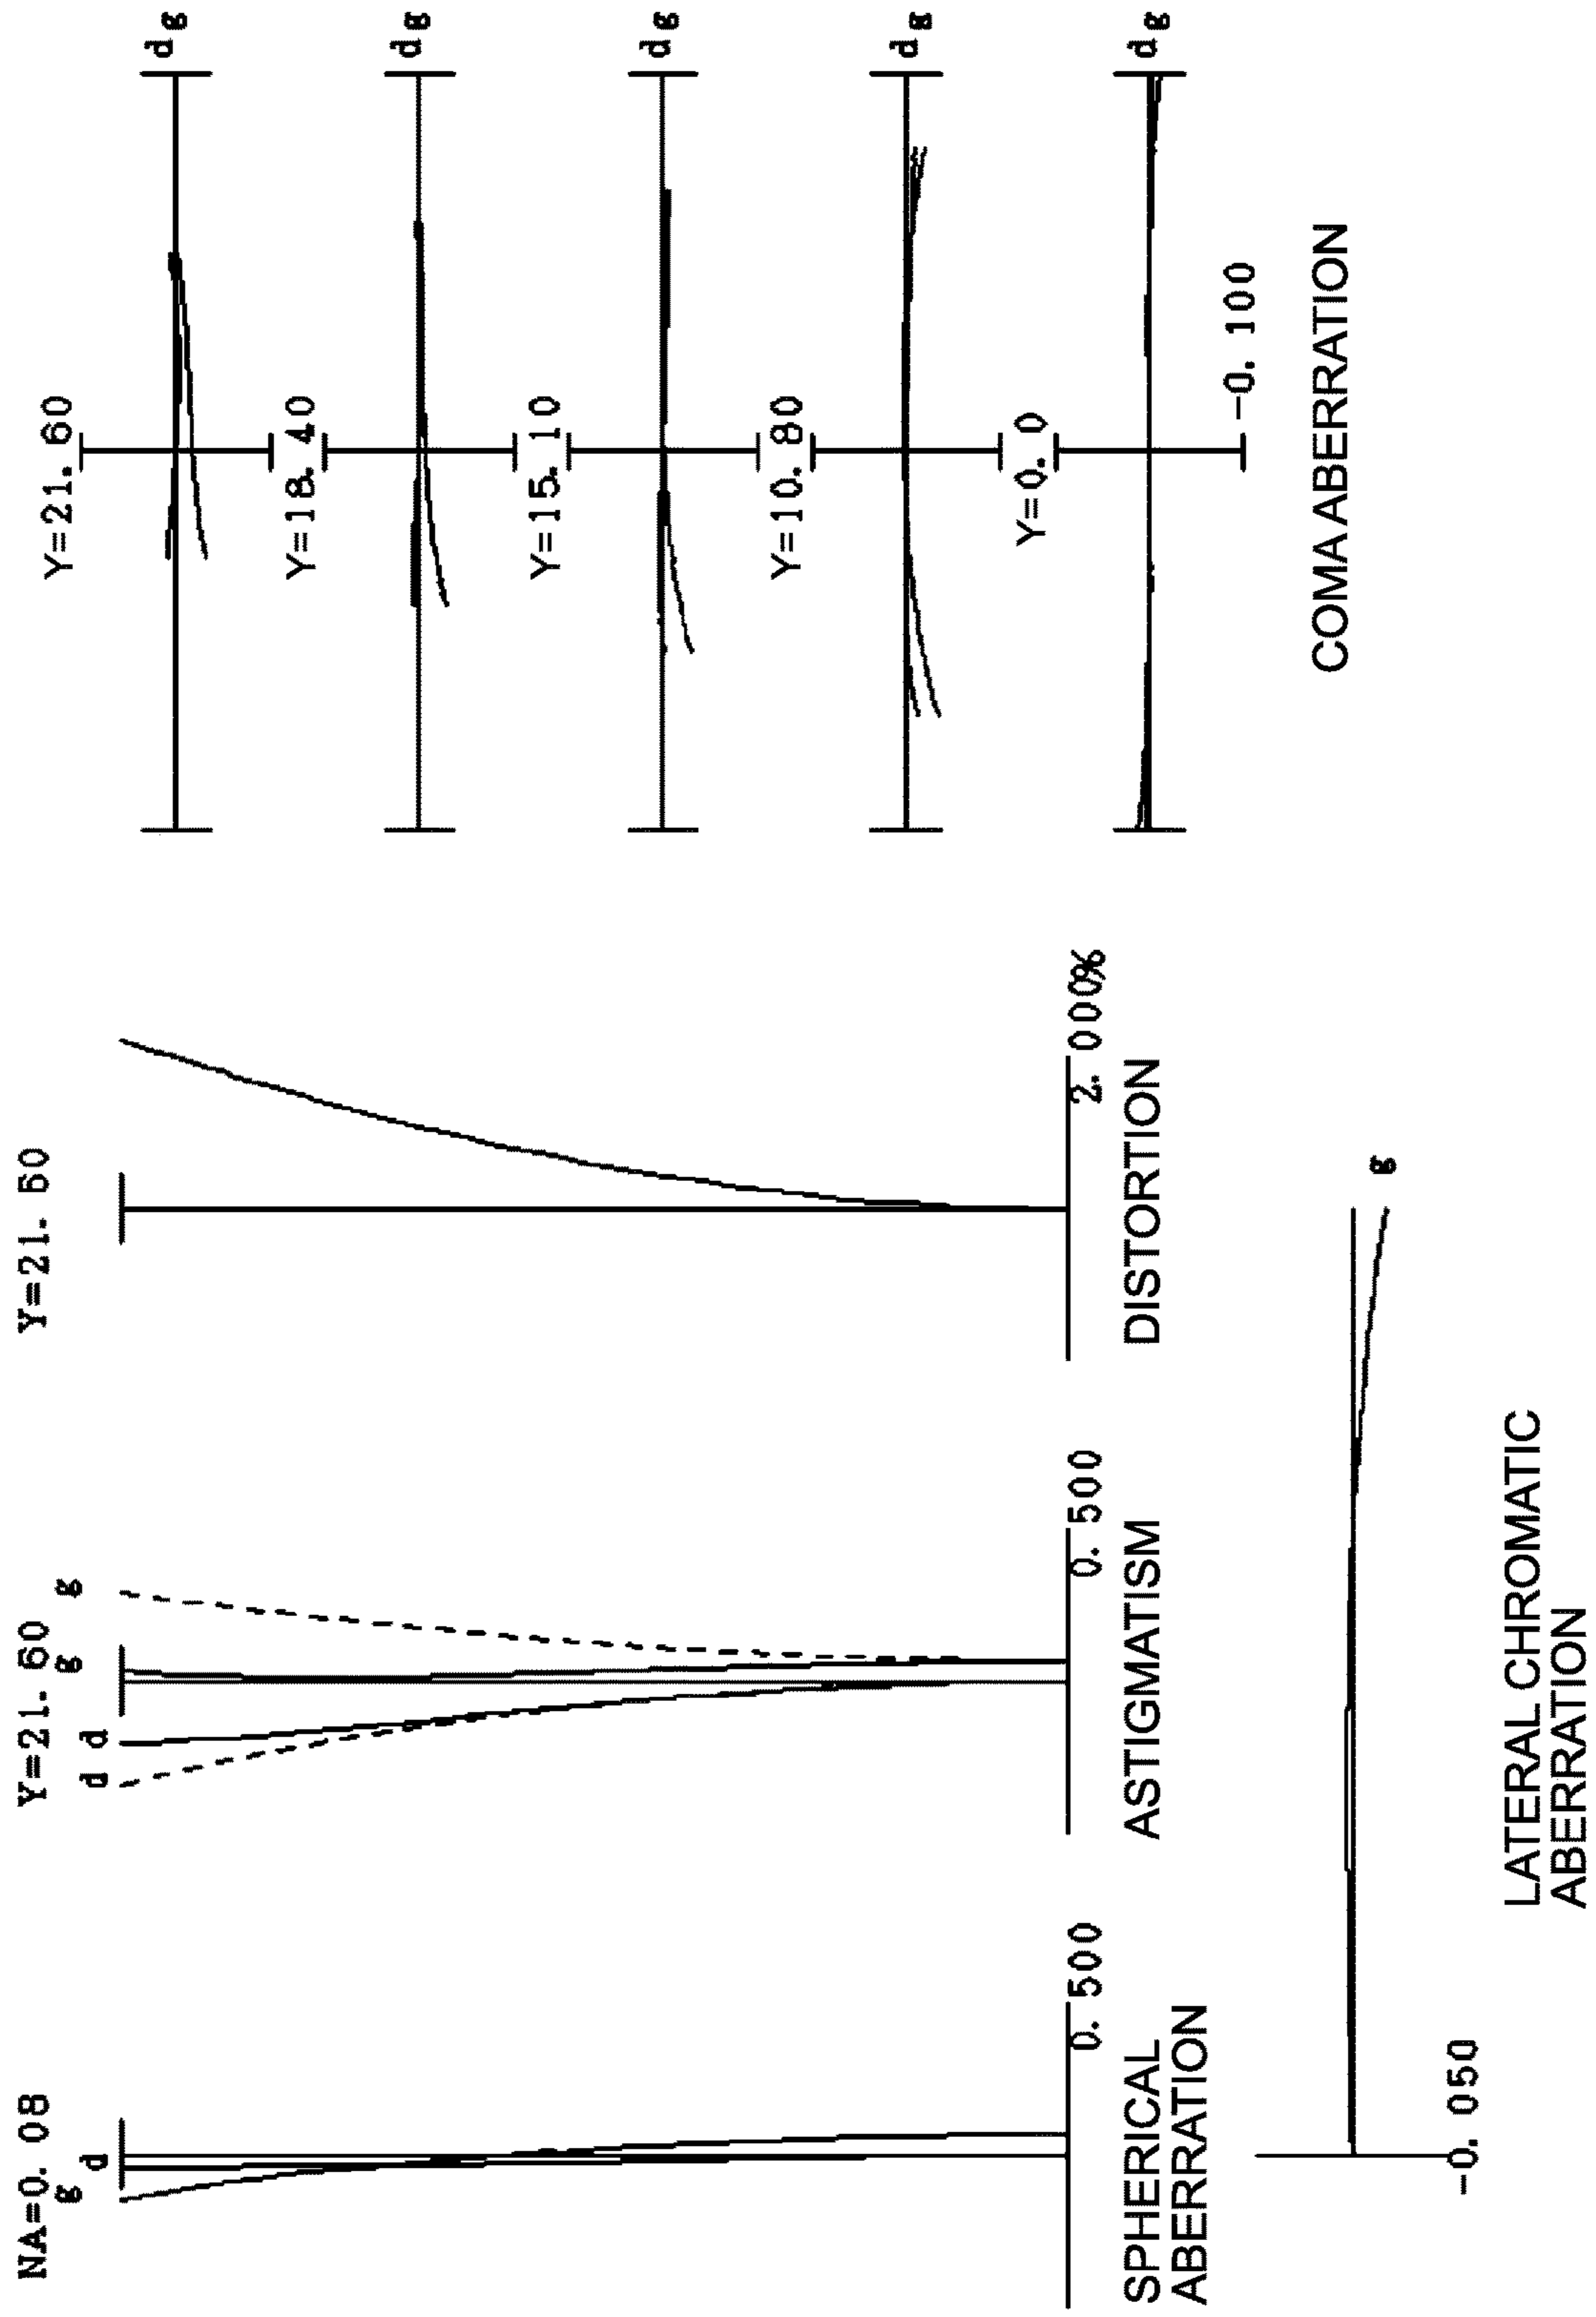 NA=0. 08
g
d
0. 500
SPHERICAL
ABERRATION
Y=21. 60
d
d
g
g
0. 500
ASTIGMATISM
Y=21. 60
2. 000%
DISTORTION
-0. 050
g
LATERAL CHROMATIC
ABERRATION
Y=21. 60
d
g
Y=18. 40
d
g
Y=15. 10
d
g
Y=10. 80
d
g
Y=0. 0
d
g
-0. 100
COMA ABERRATION